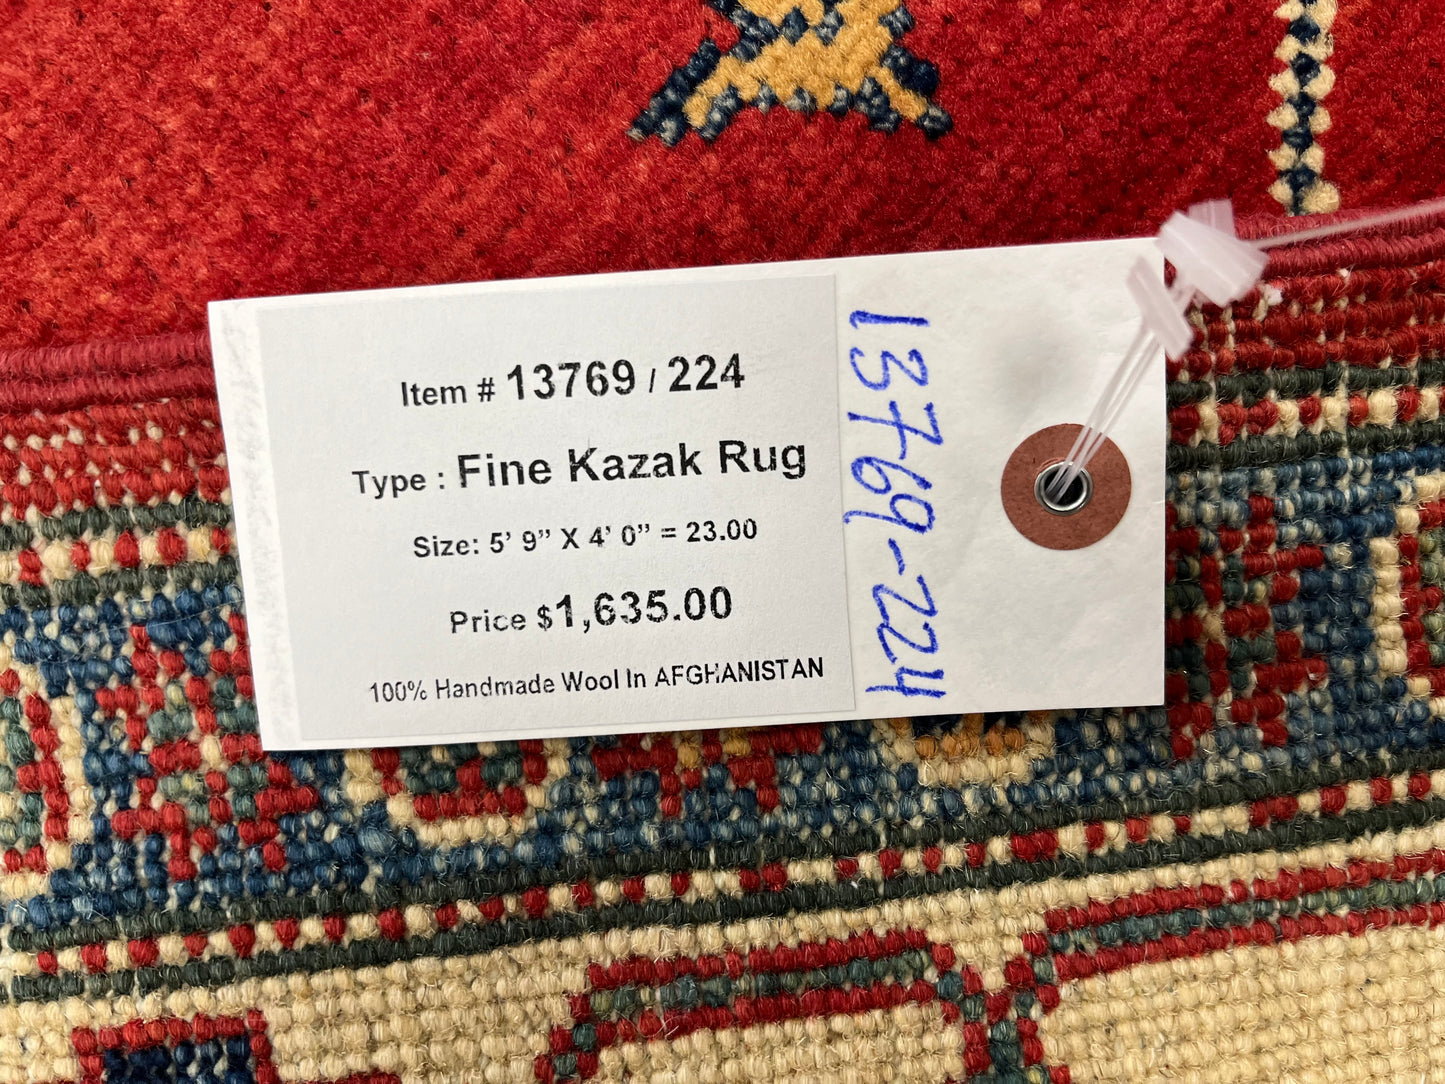 Item # 13769 / 224
Type : Fine Kazak Rug
Size: 5’ 9” X 4’ 0” = 23.00
Price $1,635.00
100% Handmade Wool In AFGHANISTAN
13769-224